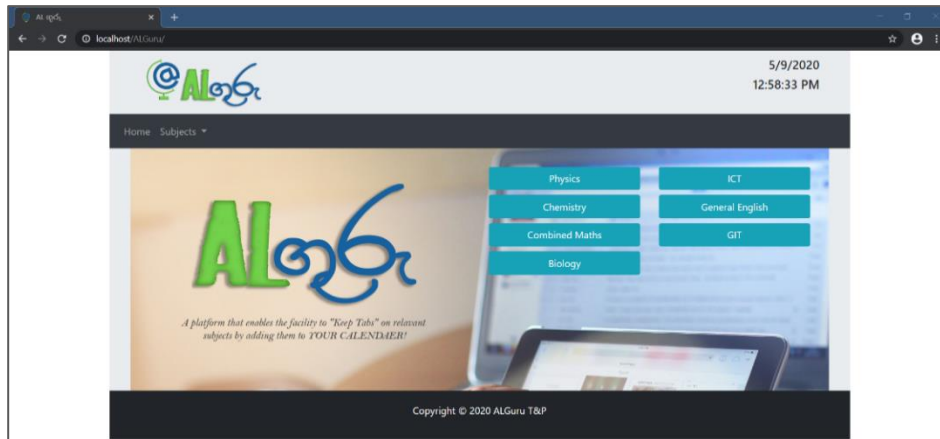 AL ගුරු
localhost/ALGuru/
ALගුරු
5/9/2020
12:58:33 PM
Home Subjects
Physics
ICT
Chemistry
General English
Combined Maths
GIT
Biology
ALගුරු
A platform that enables the facility to "Keep Tabs" on relavant
subjects by adding them to YOUR CALENDAER!
Copyright © 2020 ALGuru T&P